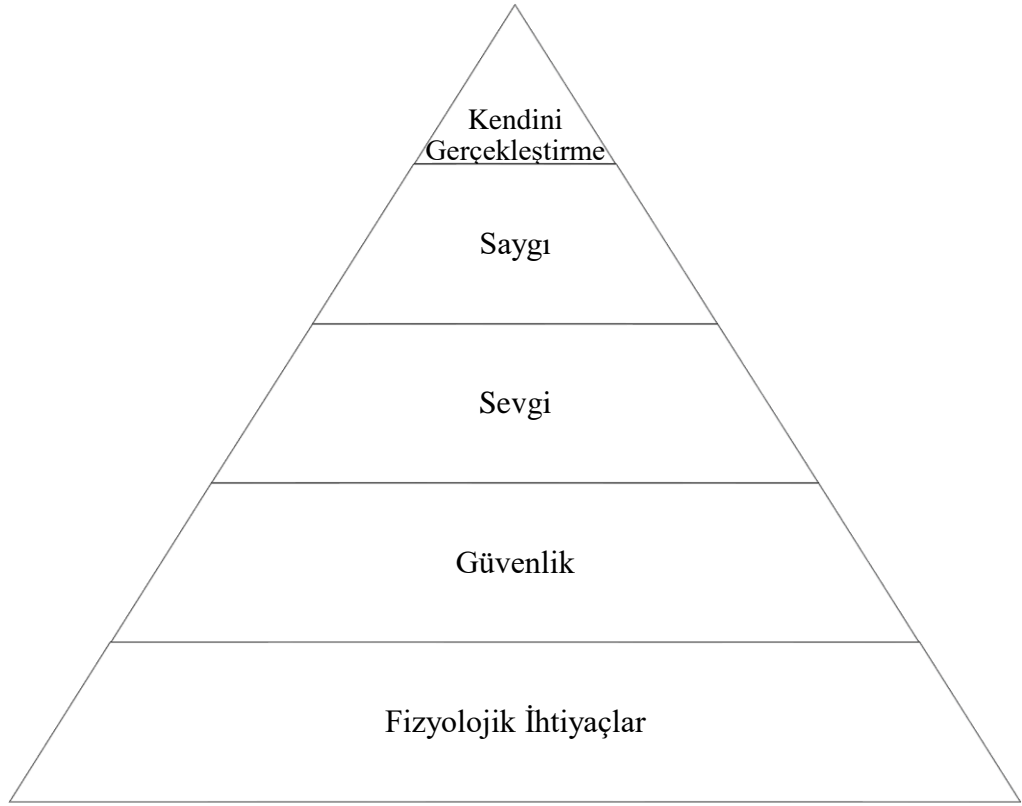 Kendini
Gerçekleştirme
Saygı
Sevgi
Güvenlik
Fizyolojik İhtiyaçlar